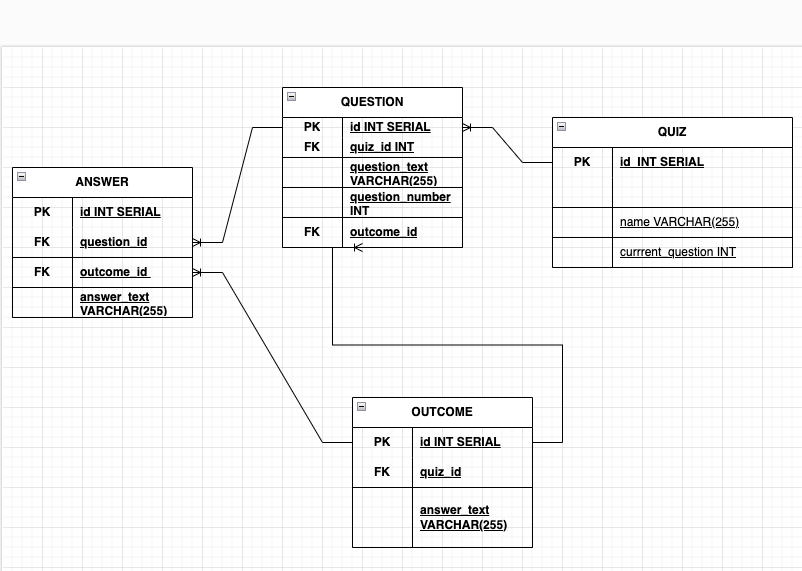 QUESTION
PK id INT SERIAL
FK quiz_id INT
question_text
VARCHAR(255)
question_number
INT
FK outcome_id
QUIZ
PK id INT SERIAL
name VARCHAR(255)
currrent_question INT
ANSWER
PK id INT SERIAL
FK question_id
FK outcome_id
answer_text
VARCHAR(255)
OUTCOME
PK id INT SERIAL
FK quiz_id
answer_text
VARCHAR(255)